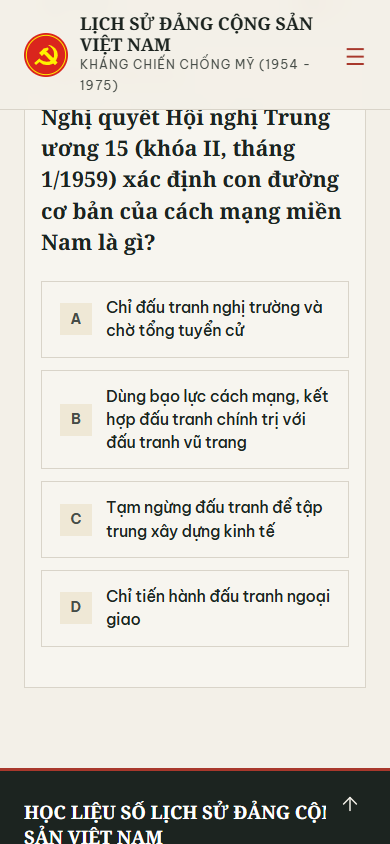 LỊCH SỬ ĐẢNG CỘNG SẢN
VIỆT NAM
KHÁNG CHIẾN CHỐNG MỸ (1954 -
1975)
Nghị quyết Hội nghị Trung
ương 15 (khóa II, tháng
1/1959) xác định con đường
cơ bản của cách mạng miền
Nam là gì?
A
Chỉ đấu tranh nghị trường và
chờ tổng tuyển cử
B
Dùng bạo lực cách mạng, kết
hợp đấu tranh chính trị với
đấu tranh vũ trang
C
Tạm ngừng đấu tranh để tập
trung xây dựng kinh tế
D
Chỉ tiến hành đấu tranh ngoại
giao
HỌC LIỆU SỐ LỊCH SỬ ĐẢNG CỘN
SẢN VIỆT NAM